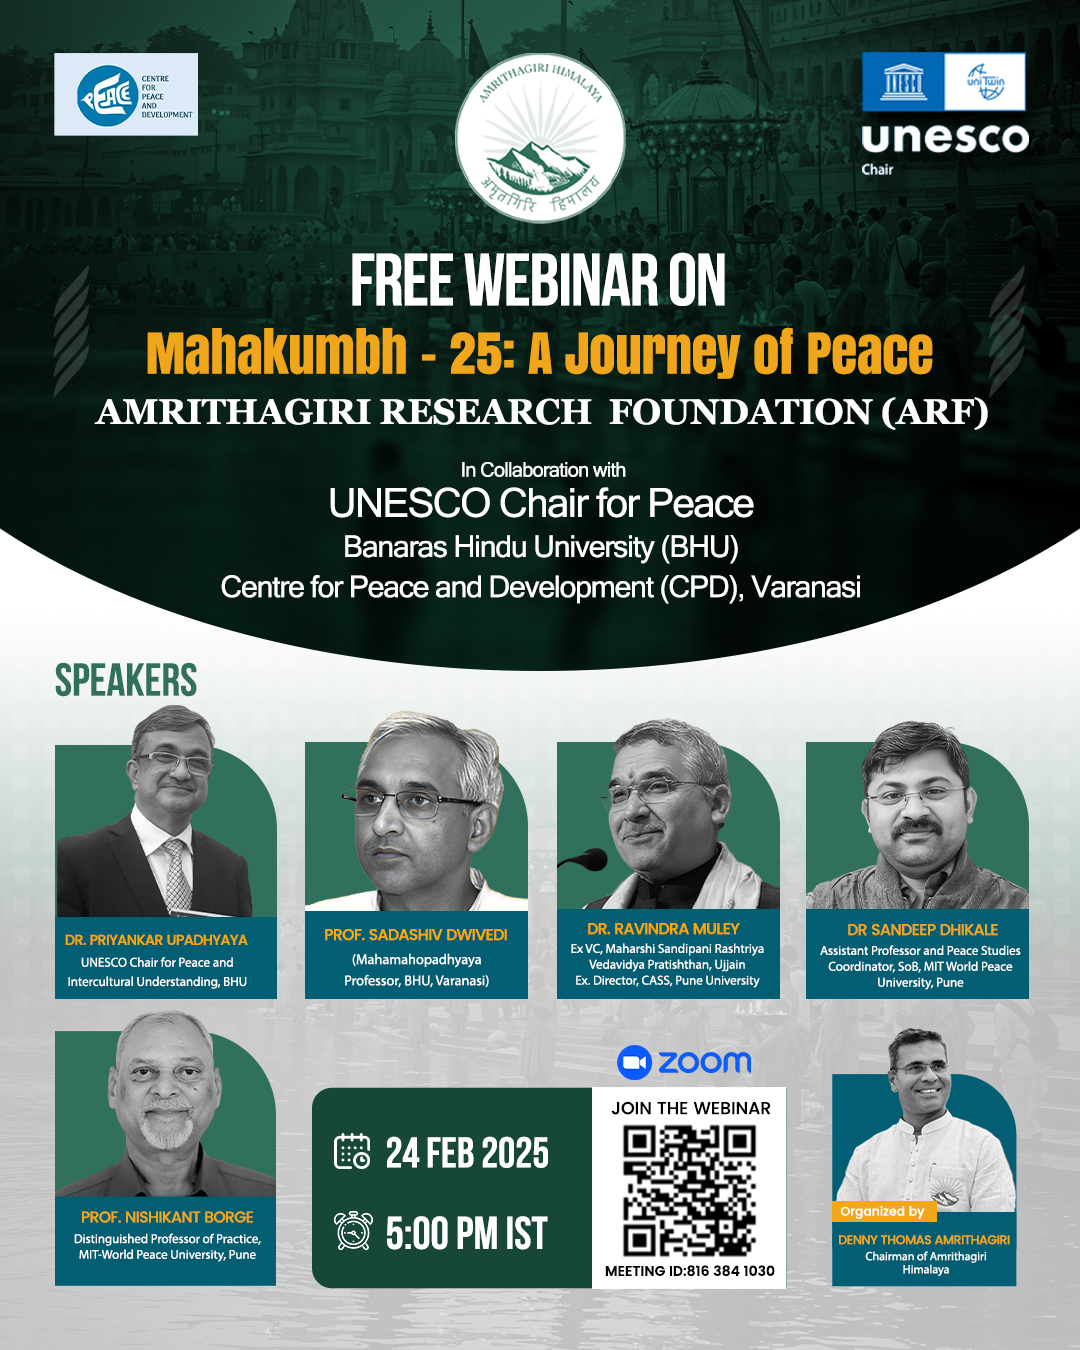 PEACE
CENTRE
FOR
PEACE
AND
DEVELOPMENT
AMRITHAGIRI HIMALAYA
अमृतगिरि हिमालय
UNESCO
uni Twin
unesco
Chair
FREE WEBINAR ON
Mahakumbh - 25: A Journey of Peace
AMRITHAGIRI RESEARCH FOUNDATION (ARF)
In Collaboration with
UNESCO Chair for Peace
Banaras Hindu University (BHU)
Centre for Peace and Development (CPD), Varanasi
SPEAKERS
DR. PRIYANKAR UPADHYAYA
UNESCO Chair for Peace and
Intercultural Understanding, BHU
PROF. SADASHIV DWIVEDI
(Mahamahopadhyaya
Professor, BHU, Varanasi)
DR. RAVINDRA MULEY
Ex VC, Maharshi Sandipani Rashtriya
Vedavidya Pratishthan, Ujjain
Ex. Director, CASS, Pune University
DR SANDEEP DHIKALE
Assistant Professor and Peace Studies
Coordinator, SoB, MIT World Peace
University, Pune
PROF. NISHIKANT BORGE
Distinguished Professor of Practice,
MIT-World Peace University, Pune
24 FEB 2025
5:00 PM IST
zoom
JOIN THE WEBINAR
MEETING ID:816 384 1030
Organized by
DENNY THOMAS AMRITHAGIRI
Chairman of Amrithagiri
Himalaya